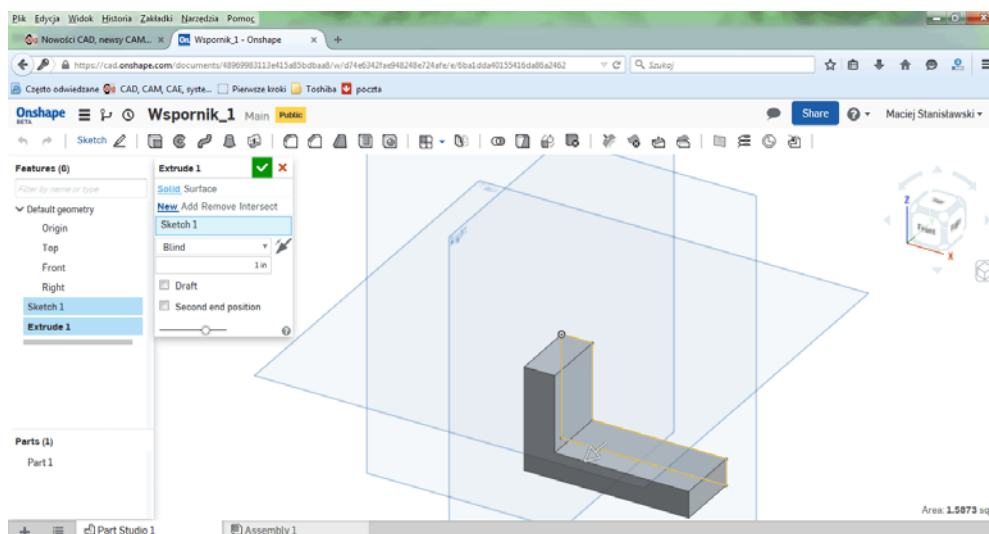 Plik Edycja Widok Historia Zakładki Narzędzia Pomoc
Nowości CAD, newsy CAM... × On Wspornik_1 - Onshape × +
https://cad.onshape.com/documents/48969983113e415a85bdbaa8/w/d74e6342fae948248e724afe/e/6ba1dda40155416da86a2462 Szukaj
Często odwiedzane CAD, CAM, CAE, syste... Pierwsze kroki Toshiba poczta
Onshape Wspornik_1 Main Public Share Maciej Stanisławski
BETA
Sketch
Features (6) Extrude 1
Filter by name or type Solid Surface
Default geometry New Add Remove Intersect
Origin Sketch 1
Top Blind
Front 1 in
Right Draft
Sketch 1 Second end position
Extrude 1
Z
Front
X
Parts (1)
Part 1
Area: 1.5873 sq
Part Studio 1 Assembly 1